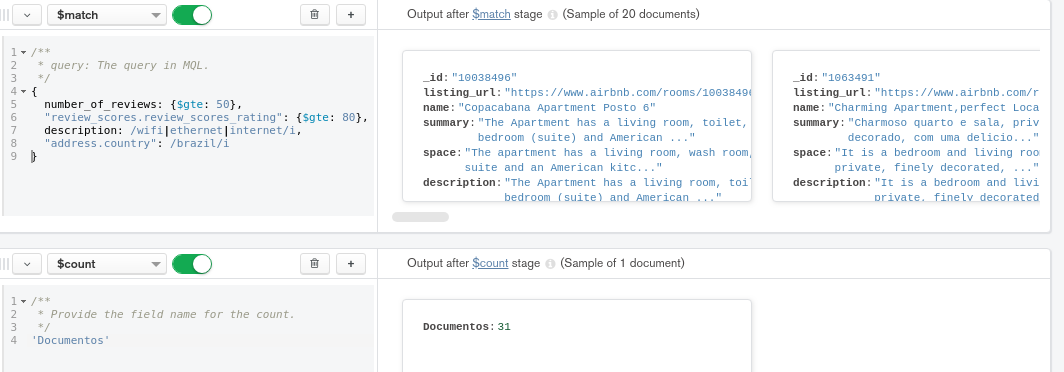 $match
+
Output after $match stage (Sample of 20 documents)
1 /**
2 * query: The query in MQL.
3 */
4 {
5 number_of_reviews: {$gte: 50},
6 "review_scores.review_scores_rating": {$gte: 80},
7 description: /wifi|ethernet|internet/i,
8 "address.country": /brazil/i
9 }
_id: "10038496"
listing_url: "https://www.airbnb.com/rooms/10038496
name: "Copacabana Apartment Posto 6"
summary: "The Apartment has a living room, toilet,
bedroom (suite) and American ..."
space: "The apartment has a living room, wash room,
suite and an American kitc..."
description: "The Apartment has a living room, toi
bedroom (suite) and American ..."
_id: "1063491"
listing_url: "https://www.airbnb.com/r
name: "Charming Apartment,perfect Loca
summary: "Charmoso quarto e sala, priv
decorado, com uma delicio..."
space: "It is a bedroom and living roo
private, finely decorated, ..."
description: "It is a bedroom and livi
private, finely decorated
$count
+
Output after $count stage (Sample of 1 document)
1 /**
2 * Provide the field name for the count.
3 */
4 'Documentos'
Documentos: 31